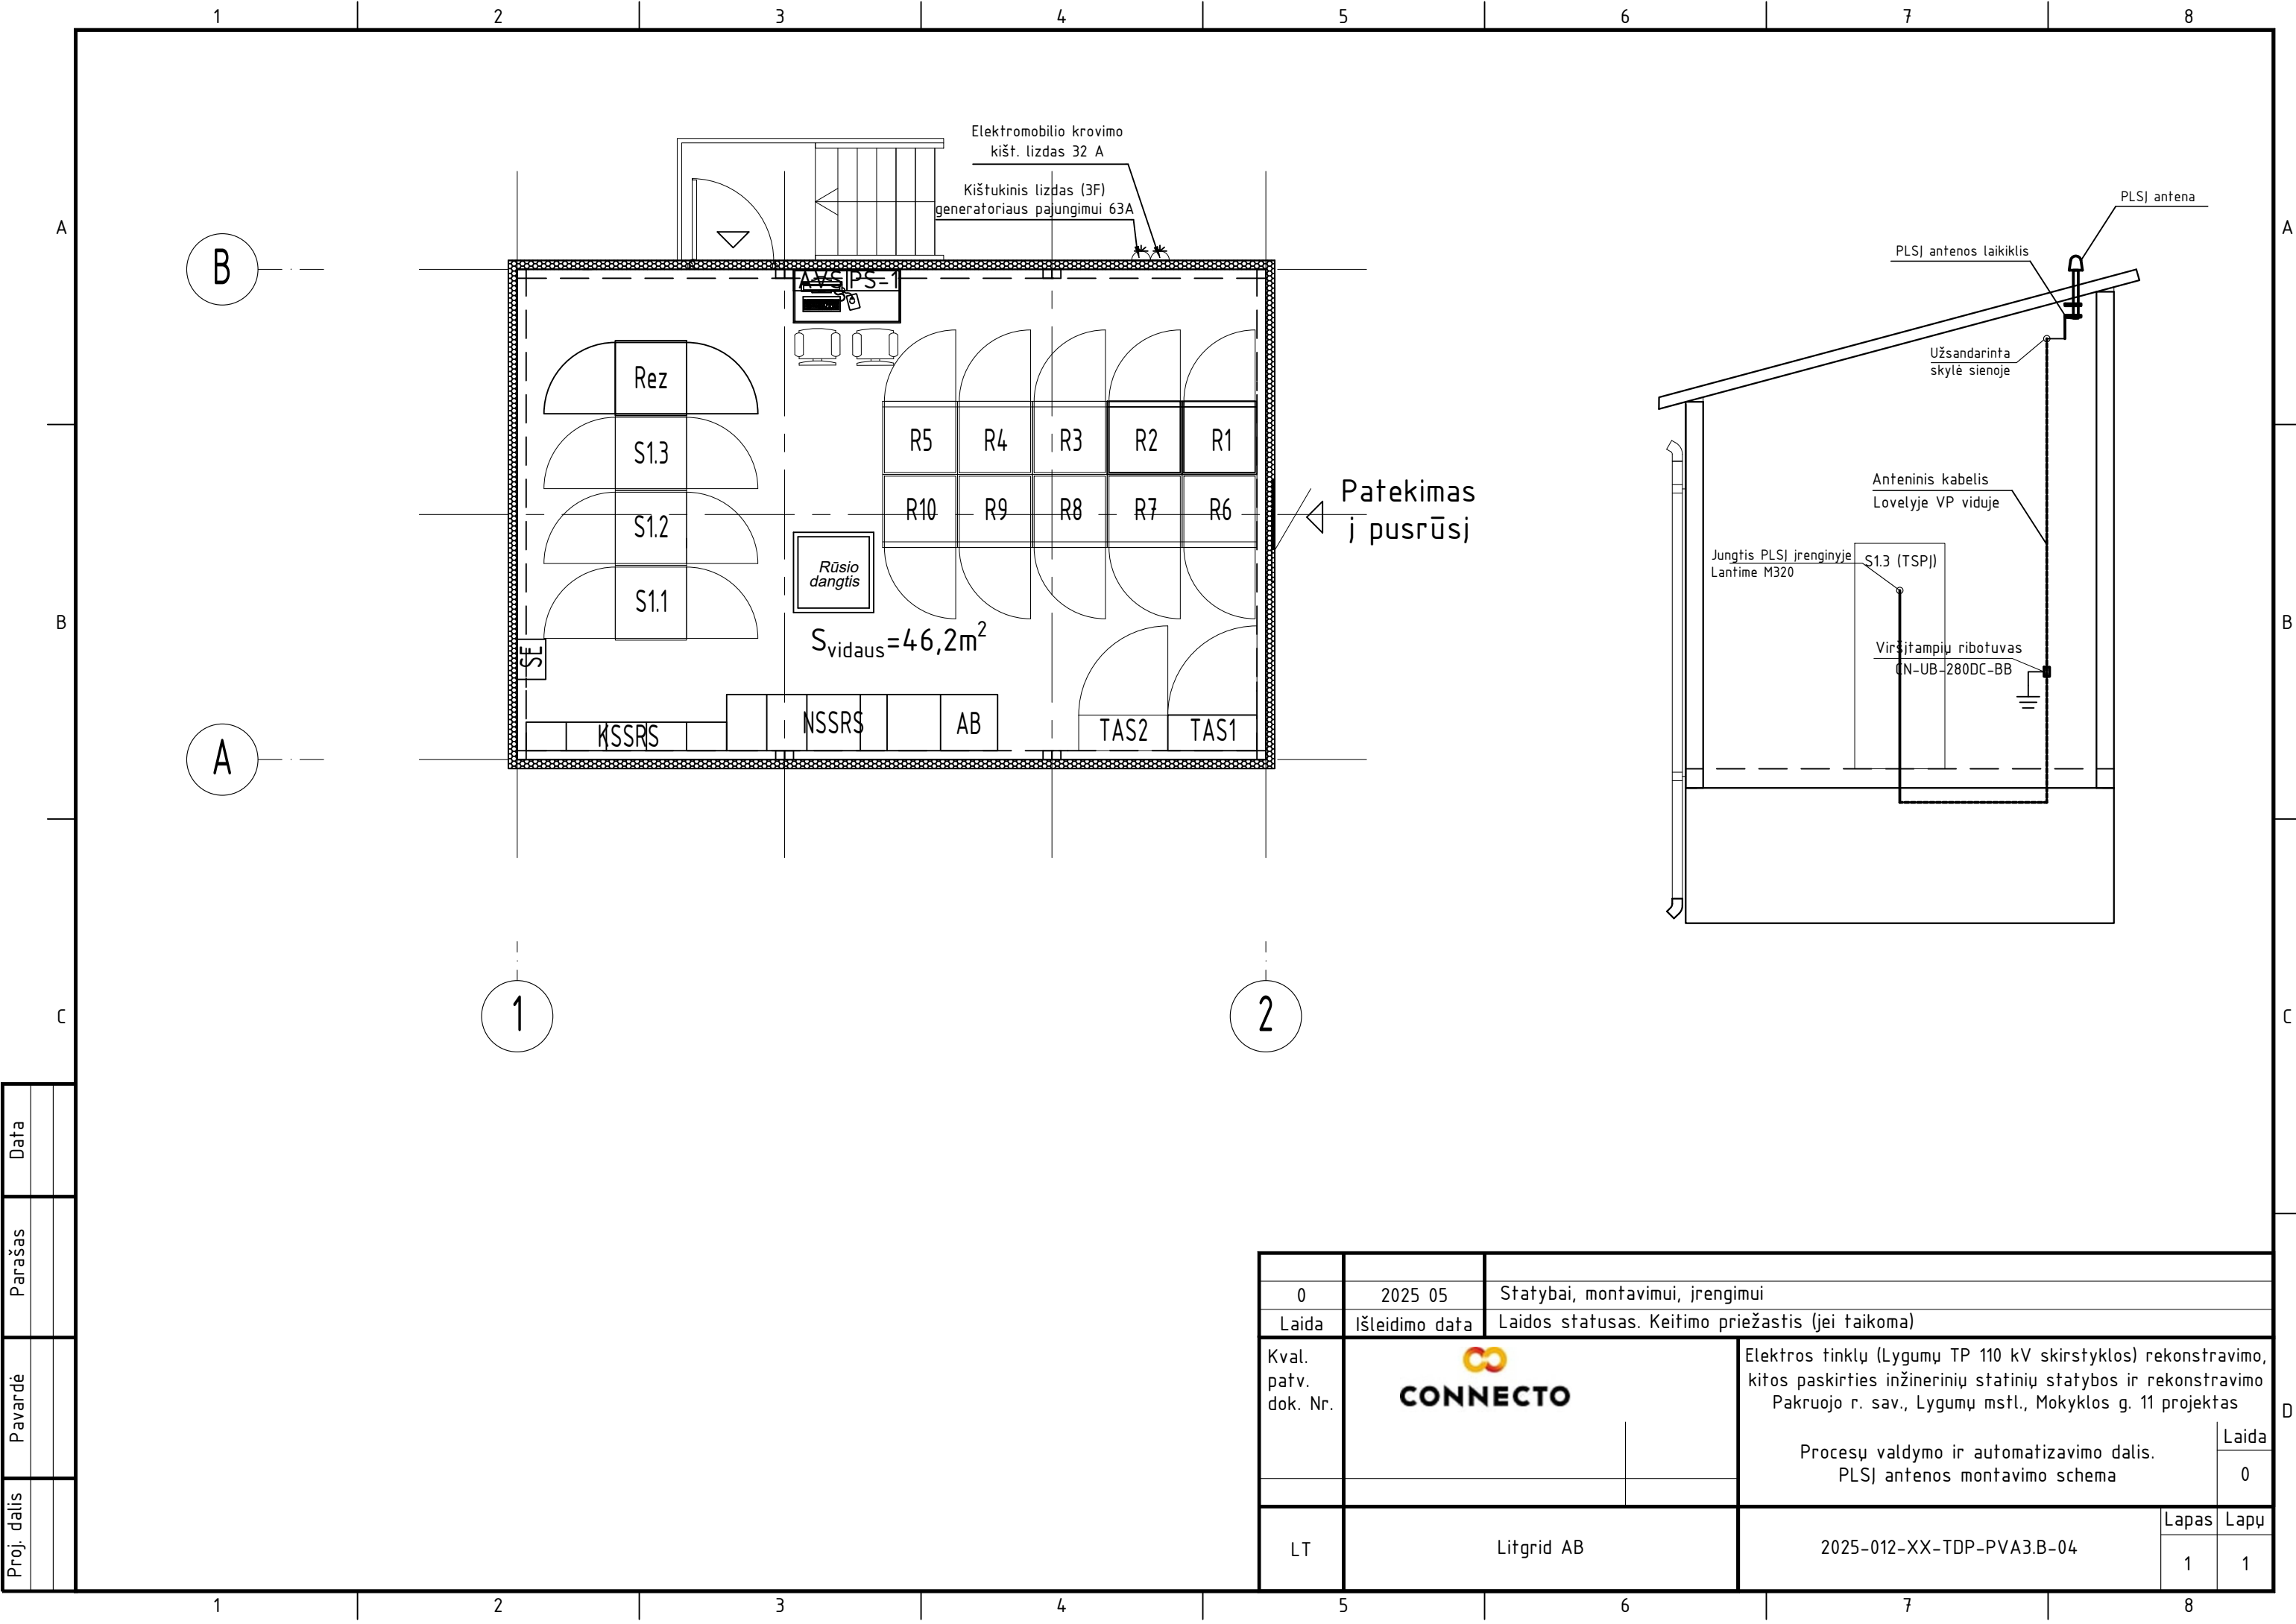 1 2 3 4 5 6 7 8
A
A
B
B
C
C
D
Elektromobilio krovimo
kišt. lizdas 32 A
Kištukinis lizdas (3F)
generatoriaus pajungimui 63A
B
Rez
S1.3
S1.2
S1.1
SE
R5 R4 R3 R2 R1
R10 R9 R8 R7 R6
Rūsio
dangtis
Svidaus=46,2m²
KSSRS
NSSRS
AB
TAS2
TAS1
A
Patekimas
į pusrūsį
1
2
PLSĮ antena
PLSĮ antenos laikiklis
Užsandarinta
skylė sienoje
Anteninis kabelis
Lovelyje VP viduje
Jungtis PLSĮ įrenginyje
Lantime M320
S1.3 (TSPĮ)
Viršįtampių ribotuvas
CN-UB-280DC-BB
Data
Parašas
Pavardė
Proj. dalis
0
2025 05
Statybai, montavimui, įrengimui
Laida
Išleidimo data
Laidos statusas. Keitimo priežastis (jei taikoma)
Kval.
patv.
dok. Nr.
CONNECTO
Elektros tinklų (Lygumų TP 110 kV skirstyklos) rekonstravimo,
kitos paskirties inžinerinių statinių statybos ir rekonstravimo
Pakruojo r. sav., Lygumų mstl., Mokyklos g. 11 projektas
Procesų valdymo ir automatizavimo dalis.
PLSĮ antenos montavimo schema
Laida
0
LT
Litgrid AB
2025-012-XX-TDP-PVA3.B-04
Lapas
Lapų
1
1
1 2 3 4 5 6 7 8